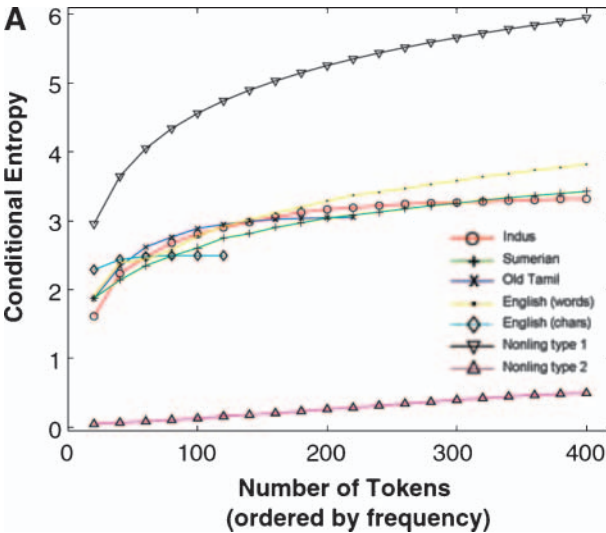 A
Conditional Entropy
6
5
4
3
2
1
0
0
100
200
300
400
Indus
Sumerian
Old Tamil
English (words)
English (chars)
Nonling type 1
Nonling type 2
Number of Tokens
(ordered by frequency)